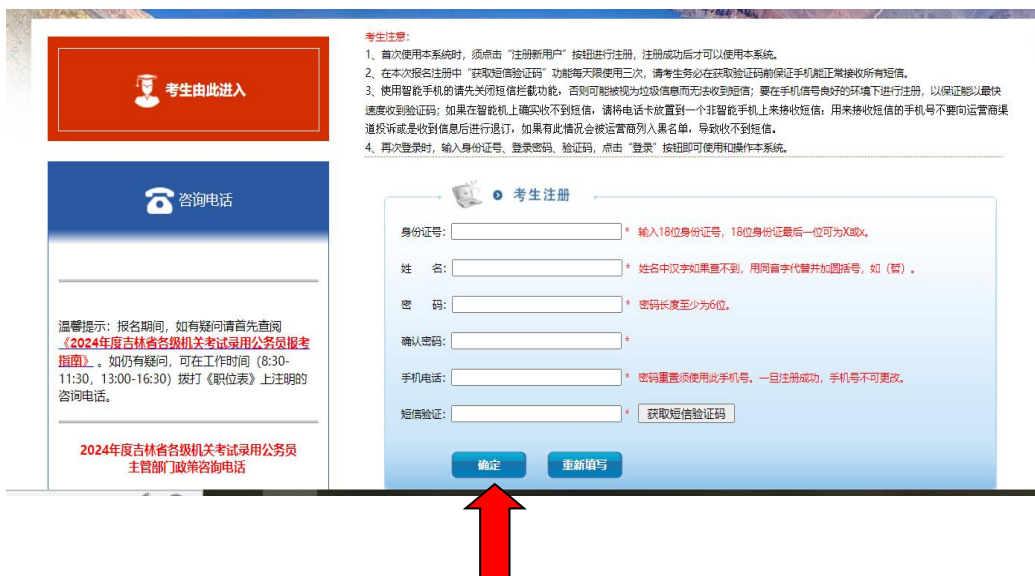 考生由此进入
咨询电话
温馨提示：报名期间，如有疑问请首先查阅
《2024年度吉林省各级机关考试录用公务员报考
指南》。如仍有疑问，可在工作时间（8:30-
11:30，13:00-16:30）拨打《职位表》上注明的
咨询电话。
2024年度吉林省各级机关考试录用公务员
主管部门政策咨询电话
考生注意：
1、首次使用本系统时，须点击“注册新用户”按钮进行注册，注册成功后才可以使用本系统。
2、在本次报名注册中“获取短信验证码”功能每天限使用三次，请考生务必在获取验证码前保证手机能正常接收所有短信。
3、使用智能手机的请先关闭短信拦截功能，否则可能被视为垃圾信息而无法收到短信；要在手机信号良好的环境下进行注册，以保证能以最快
速度收到验证码；如果在智能机上确实收不到短信，请将电话卡放置到一个非智能手机上来接收短信；用来接收短信的手机号不要向运营商渠
道投诉或是收到信息后进行退订，如果有此情况会被运营商列入黑名单，导致收不到短信。
4、再次登录时，输入身份证号、登录密码、验证码，点击“登录”按钮即可使用和操作本系统。
考生注册
身份证号： * 输入18位身份证号，18位身份证最后一位可为X或x。
姓 名： * 姓名中汉字如果查不到，用同音字代替并加圆括号，如（哲）。
密 码： * 密码长度至少为6位。
确认密码： *
手机电话： * 密码重置须使用此手机号。一旦注册成功，手机号不可更改。
短信验证： * 获取短信验证码
确定 重新填写